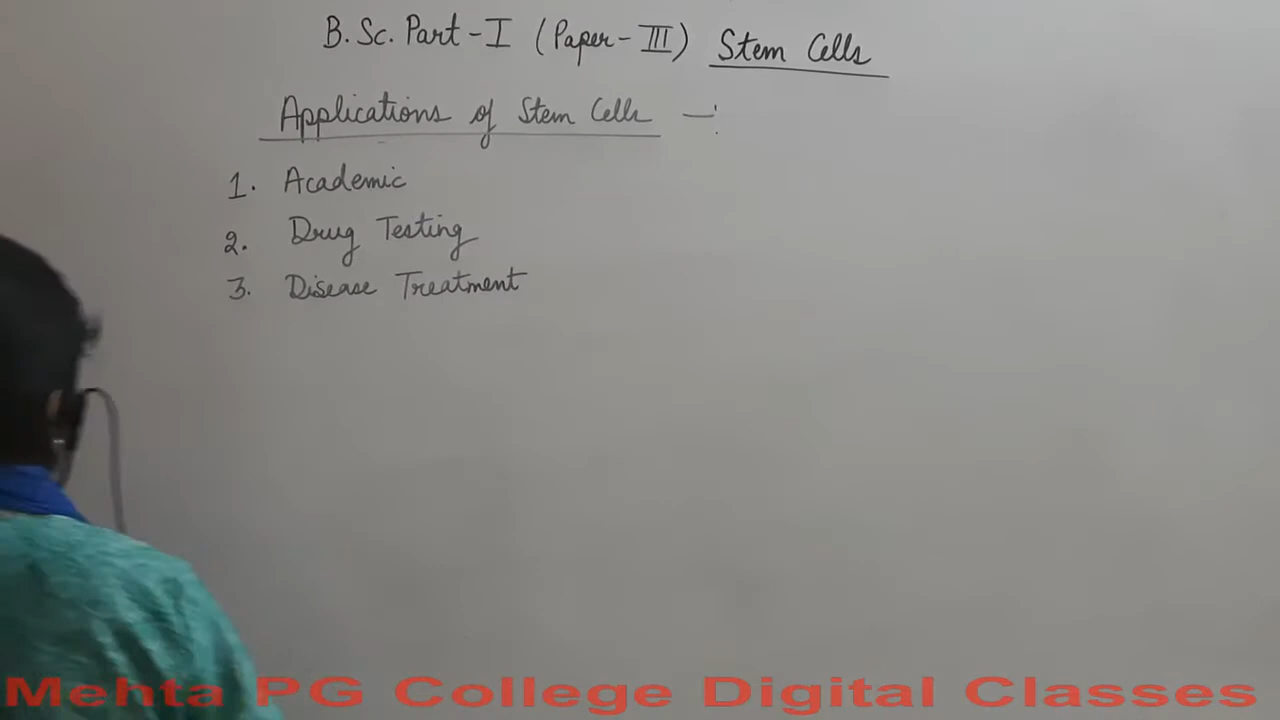 B.Sc. Part-I (Paper-III) Stem Cells
Applications of Stem Cells —:
1. Academic
2. Drug Testing
3. Disease Treatment
Mehta PG College Digital Classes